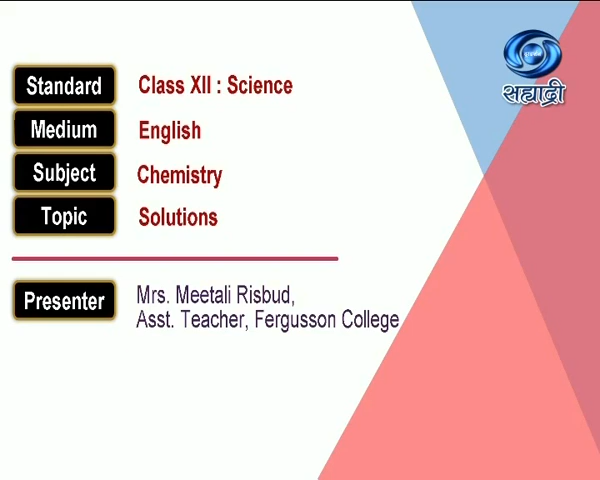 सह्याद्री
Standard Class XII : Science
Medium English
Subject Chemistry
Topic Solutions
Presenter Mrs. Meetali Risbud,
Asst. Teacher, Fergusson College